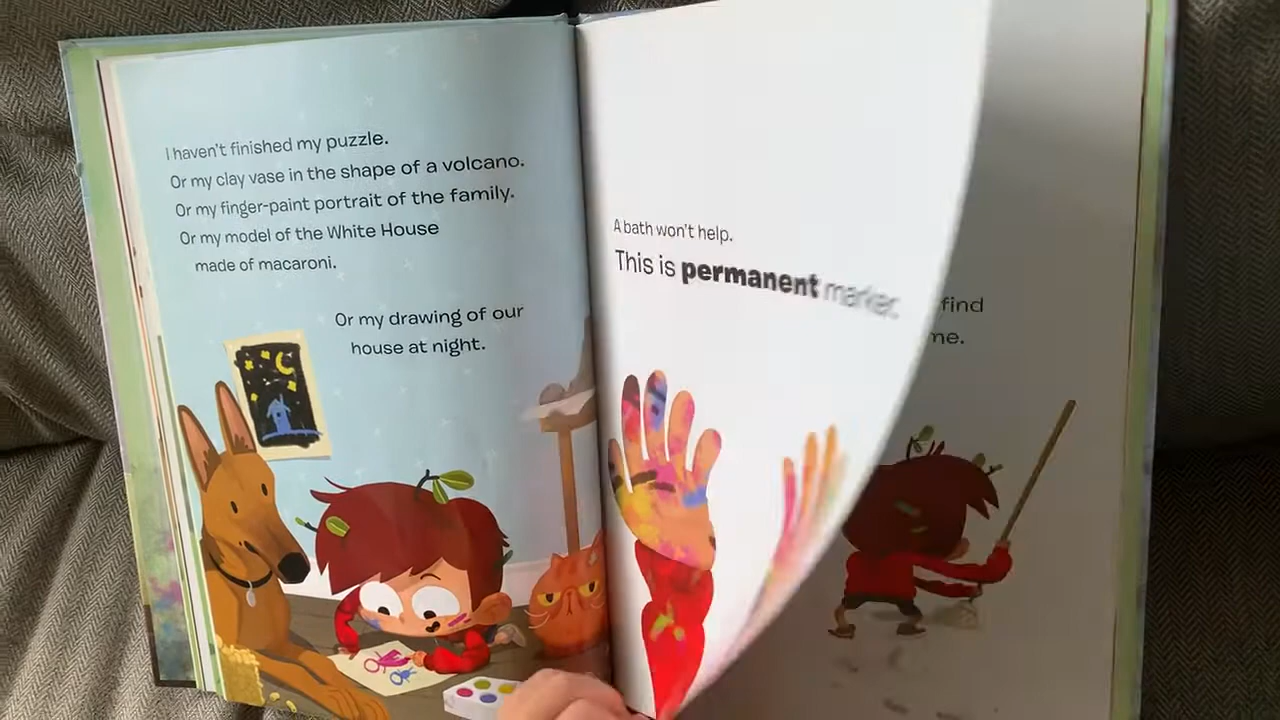 I haven't finished my puzzle.
Or my clay vase in the shape of a volcano.
Or my finger-paint portrait of the family.
Or my model of the White House
made of macaroni.
Or my drawing of our
house at night.
A bath won't help.
This is permanent marker.
find
me.